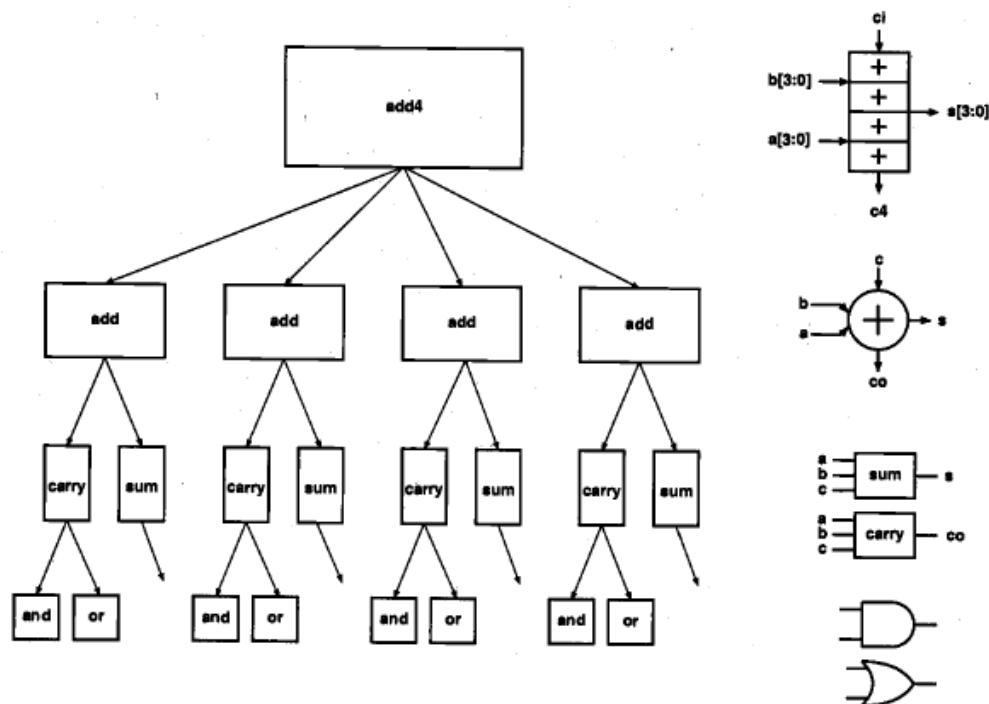 add4
add add add add
carry sum carry sum carry sum carry sum
and or and or and or and or
ci
+
b[3:0]
+
s[3:0]
+
a[3:0]
+
c4
c
b
+
s
a
co
a
b sum s
c
a
b carry co
c